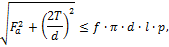 √(F_a² + (2T/d)²) ≤ f · π · d · l · p,